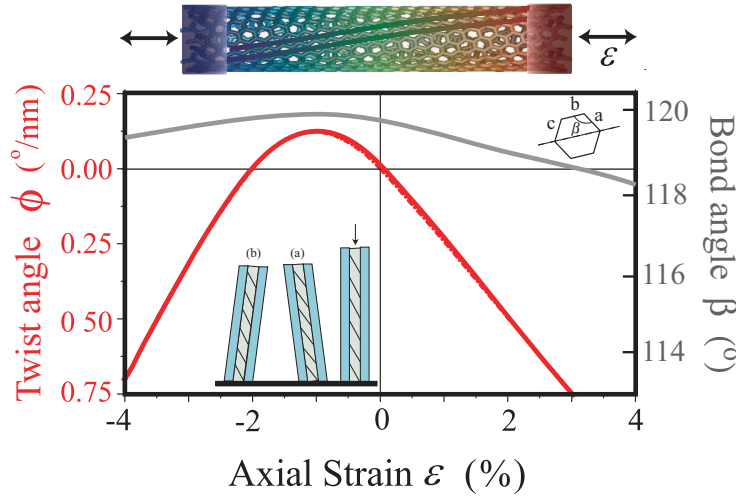 ε
0.25
0.00
0.25
0 50
0.75
Twist angle ϕ (°/nm)
b
a
c
β
(b)
(a)
120
118
116
114
Bond angle β (°)
-4
-2
0
2
4
Axial Strain ε (%)